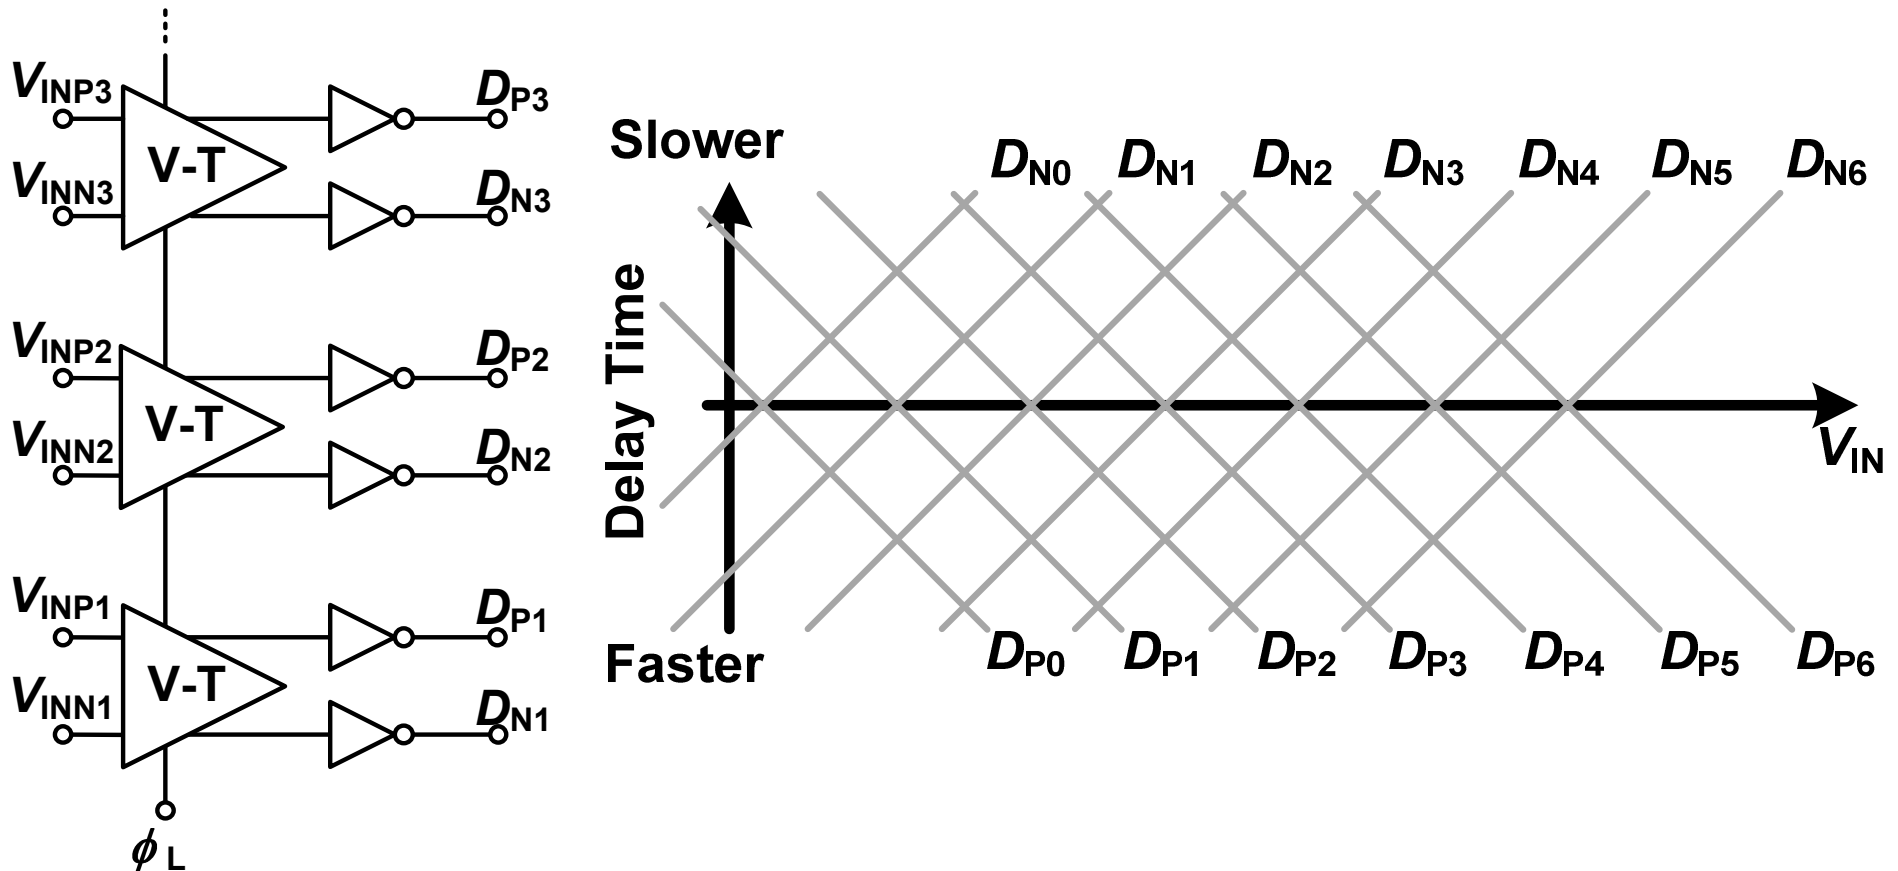 VINP3
DP3
V-T
VINN3
DN3
VINP2
DP2
V-T
VINN2
DN2
VINP1
DP1
V-T
VINN1
DN1
ϕL
Slower
DN0 DN1 DN2 DN3 DN4 DN5 DN6
Delay Time
VIN
Faster
DP0 DP1 DP2 DP3 DP4 DP5 DP6